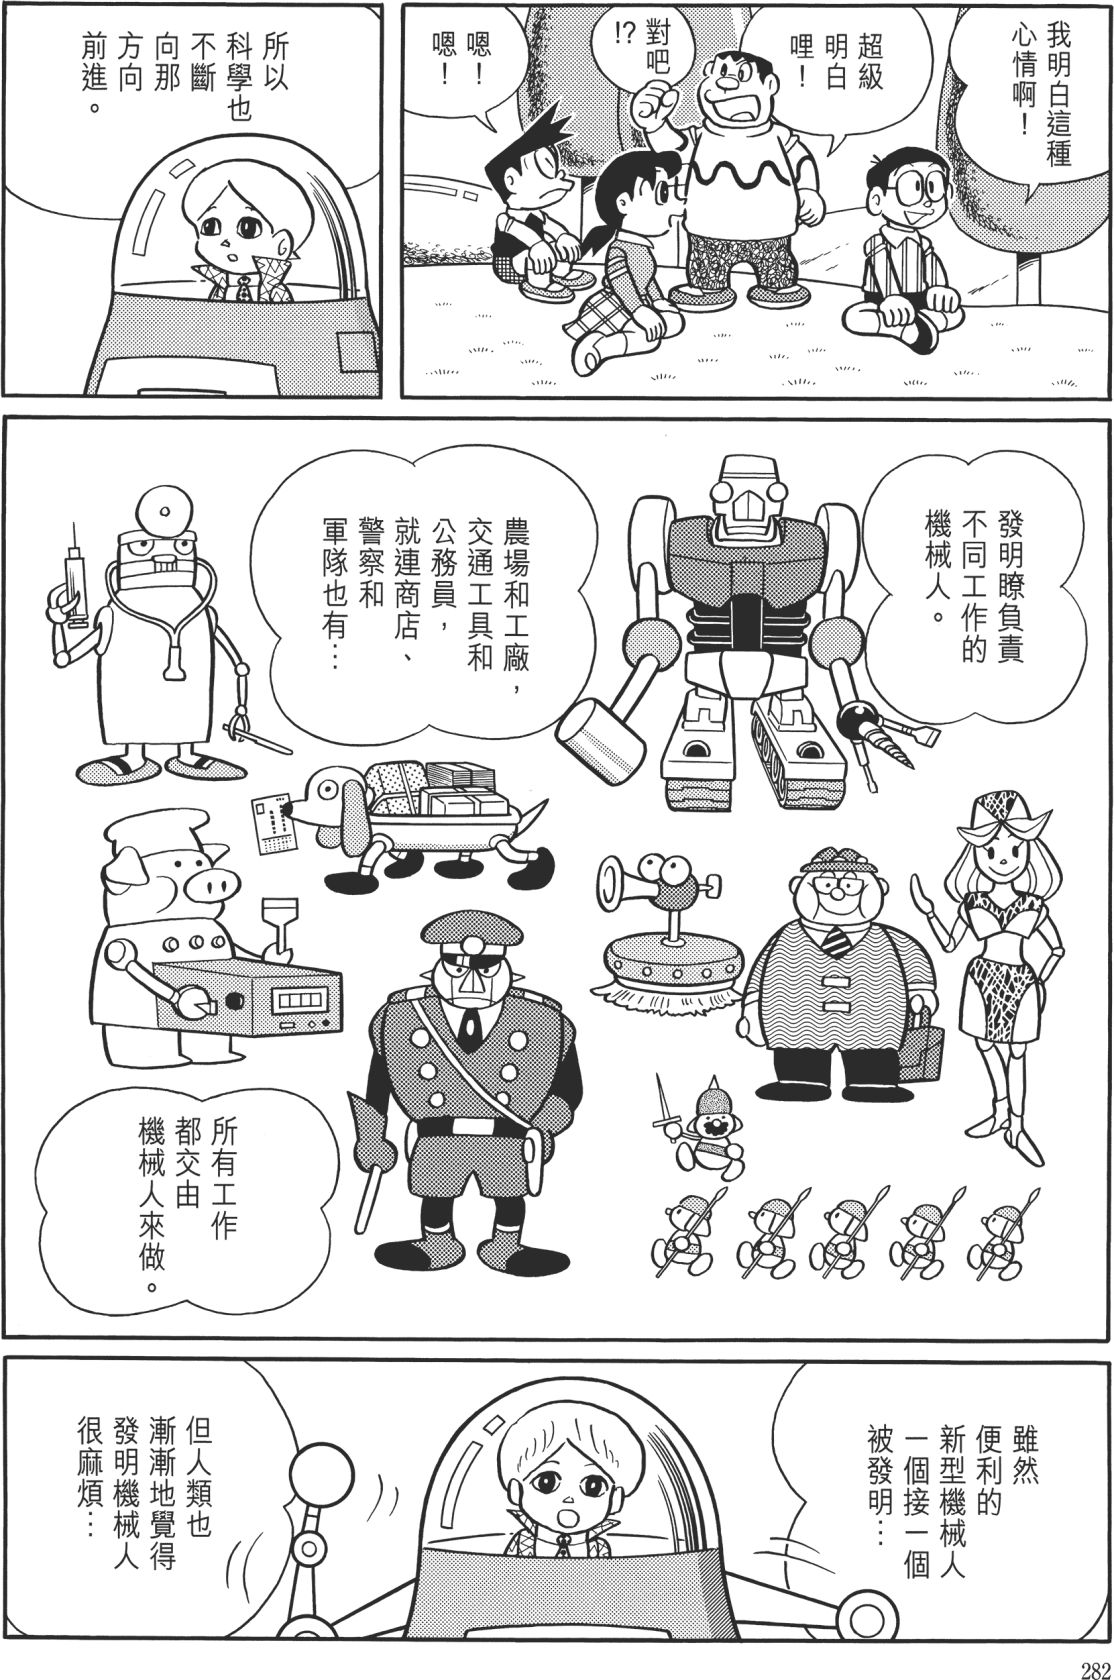 我明白這種
心情啊！
超級
明白
哩！
對吧
!?
嗯！
嗯！
所以
科學也
不斷
向那
方向
前進。
發明瞭負責
不同工作的
機械人。
農場和工廠，
交通工具和
公務員，
就連商店、
警察和
軍隊也有…
所有工作
都交由
機械人來做。
雖然
便利的
新型機械人
一個接一個
被發明…
但人類也
漸漸地覺得
發明機械人
很麻煩…
282